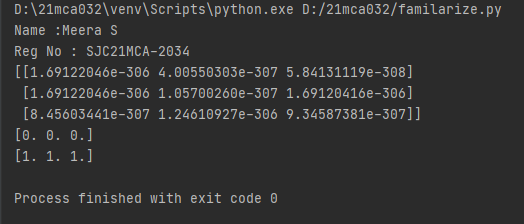 D:\21mca032\venv\Scripts\python.exe D:/21mca032/familarize.py
Name :Meera S
Reg No : SJC21MCA-2034
[[1.69122046e-306 4.00555303e-307 5.84131119e-308]
 [1.69122046e-306 1.05700260e-307 1.69120416e-306]
 [8.45603441e-307 1.24610927e-306 9.34587381e-307]]
[0. 0. 0.]
[1. 1. 1.]
Process finished with exit code 0